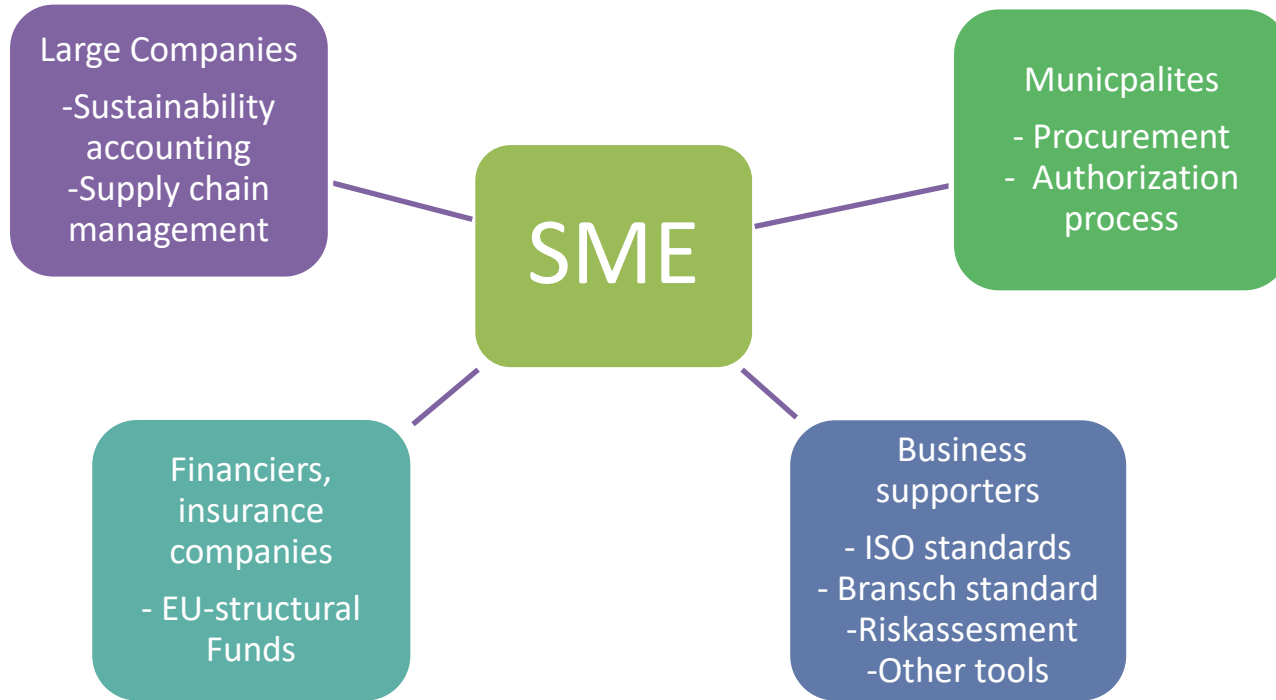 Large Companies
-Sustainability
accounting
-Supply chain
management
Municpalites
- Procurement
- Authorization
process
SME
Financiers,
insurance
companies
- EU-structural
Funds
Business
supporters
- ISO standards
- Bransch standard
-Riskassesment
-Other tools